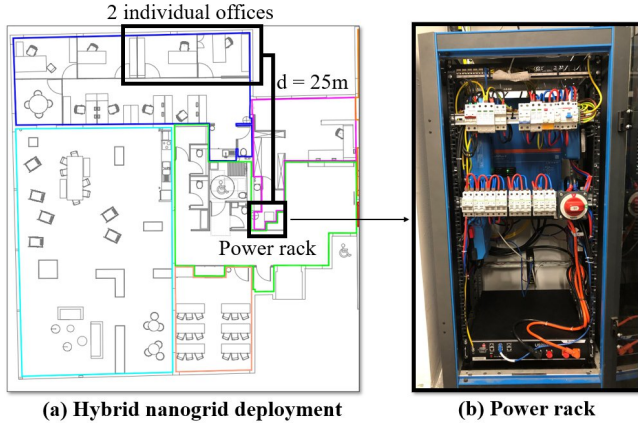 2 individual offices
d = 25m
Power rack
(a) Hybrid nanogrid deployment
(b) Power rack